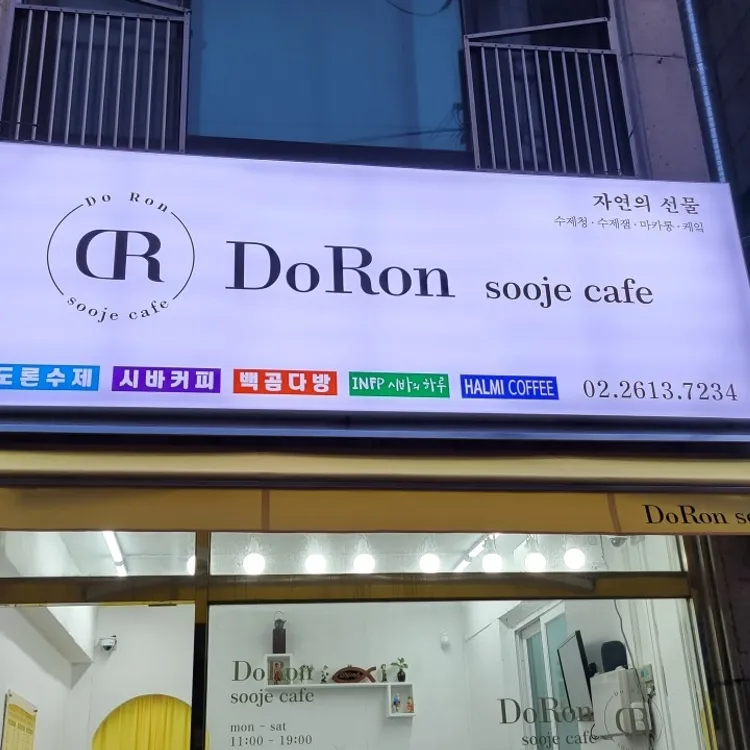 Do Ron
DR
sooje cafe
DoRon sooje cafe
자연의 선물
수제청·수제잼·마카롱·케익
도론수제
시바커피
백곰다방
INFP 시바의 하루
HALMI COFFEE
02.2613.7234
DoRon
DoRon
sooje cafe
mon - sat
11:00 - 19:00
DoRon
sooje cafe